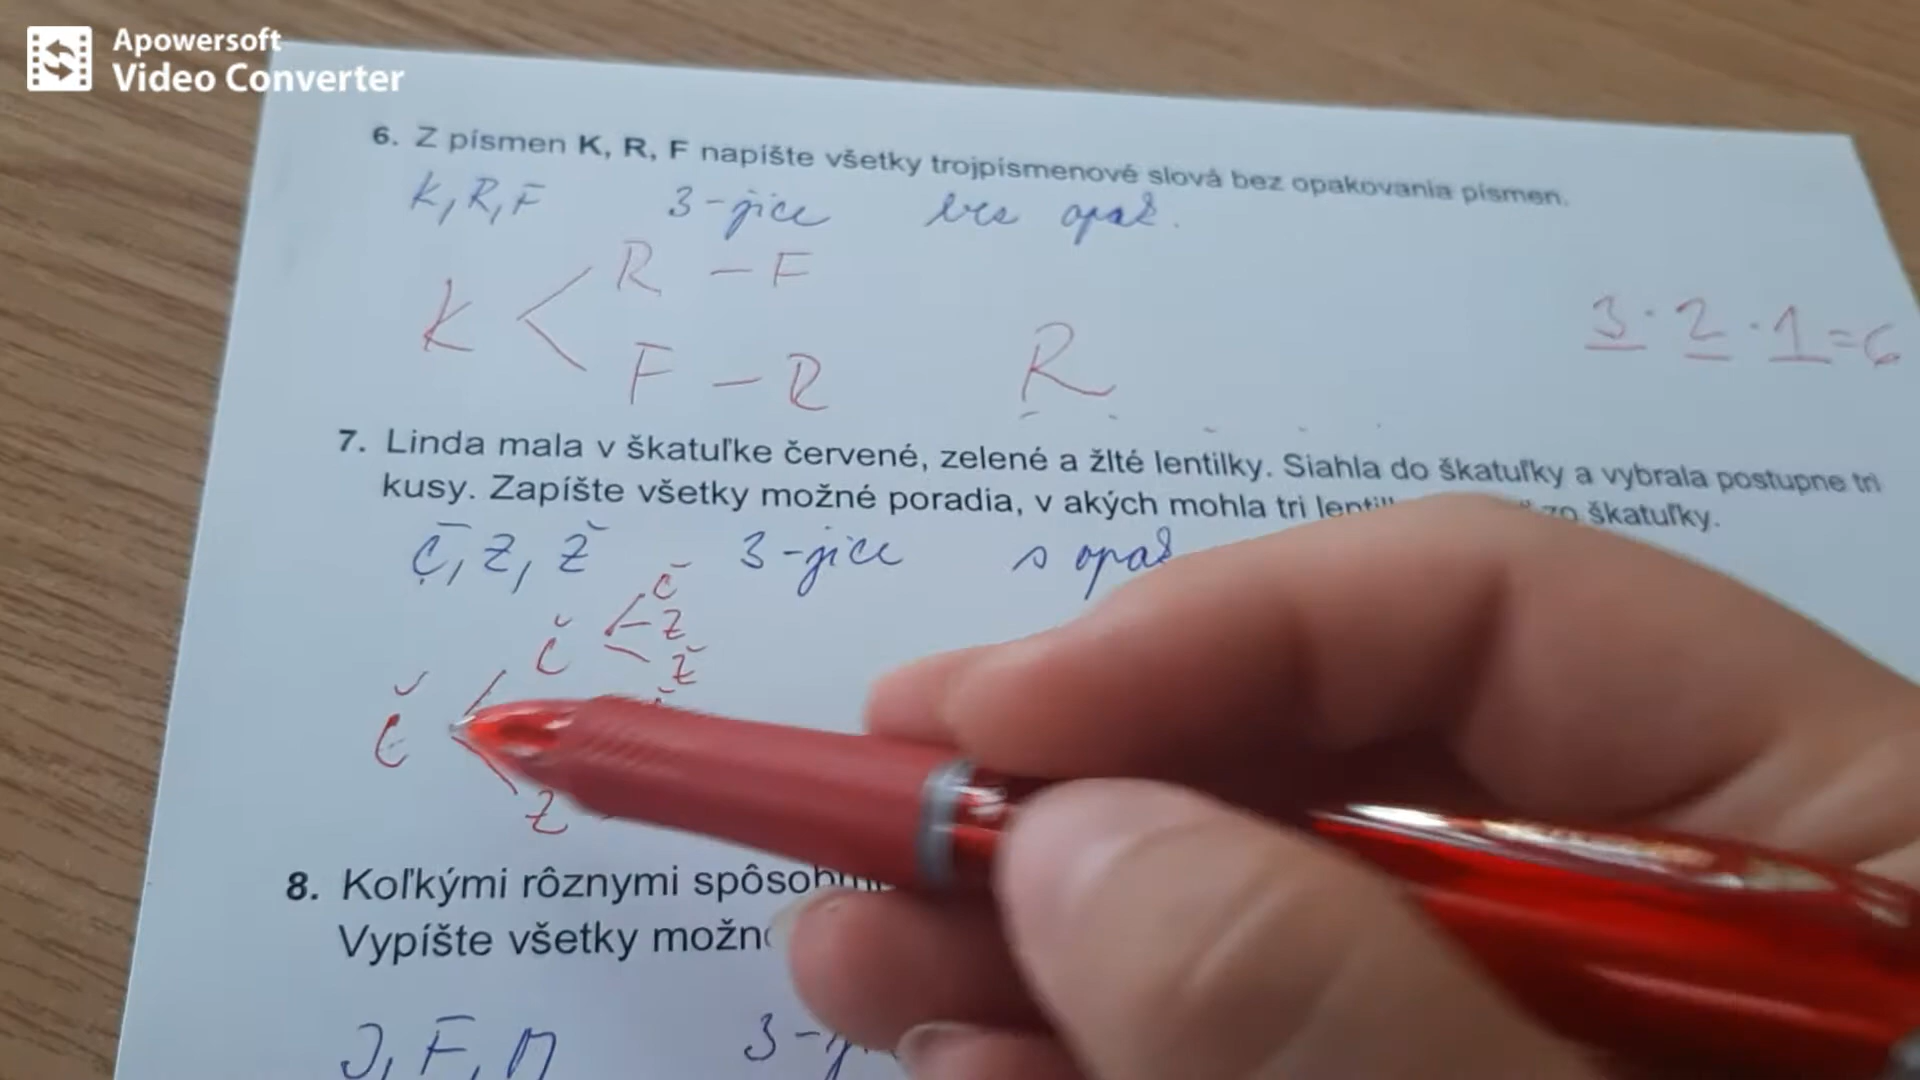 Apowersoft
Video Converter
6. Z písmen K, R, F napíšte všetky trojpísmenové slová bez opakovania písmen.
K, R, F 3-jice bez opak.
R - F
K
F - R
R
3 · 2 · 1 = 6
7. Linda mala v škatuľke červené, zelené a žlté lentilky. Siahla do škatuľky a vybrala postupne tri
kusy. Zapíšte všetky možné poradia, v akých mohla tri škatuľky.
Č, Z, Ž 3-jice s opak
Č
Č Z
Ž
Č
Z
8. Koľkými rôznymi
Vypíšte všetky
J, F, M